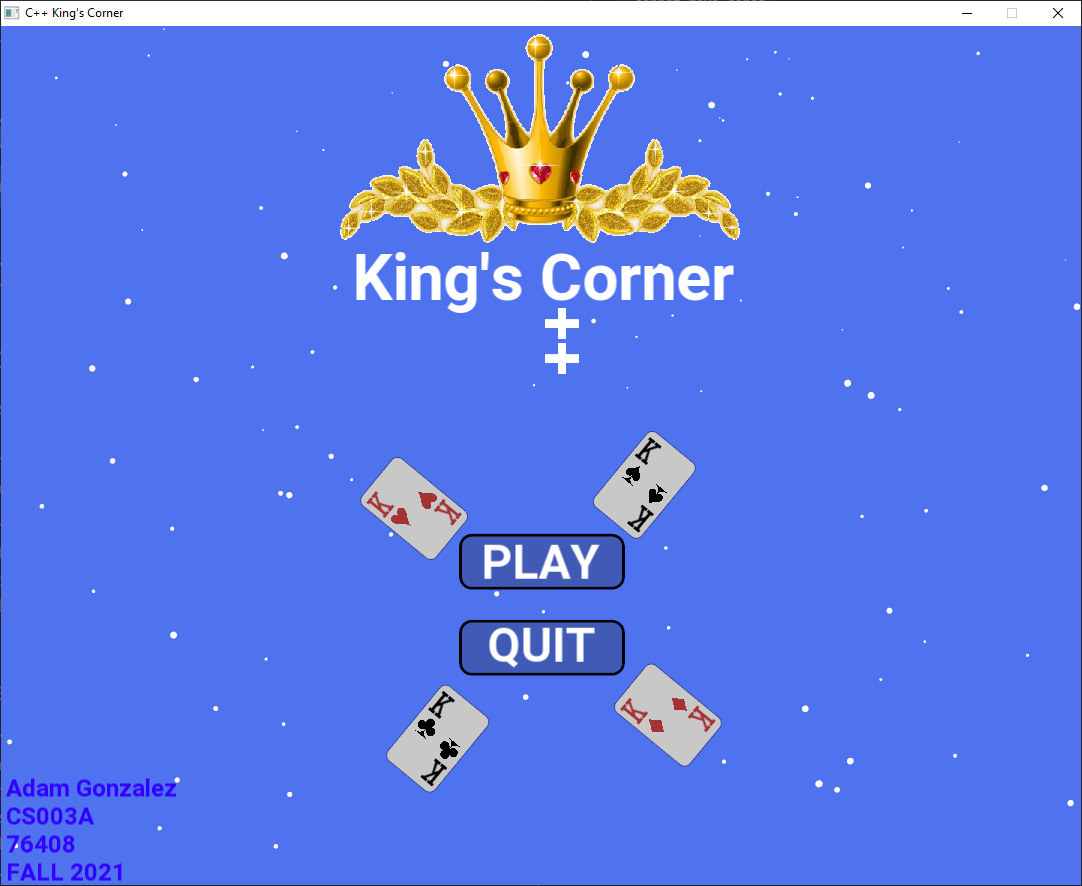 C++ King's Corner
King's Corner
+
+
K
K
K
K
PLAY
QUIT
K
K
K
K
Adam Gonzalez
CS003A
76408
FALL 2021